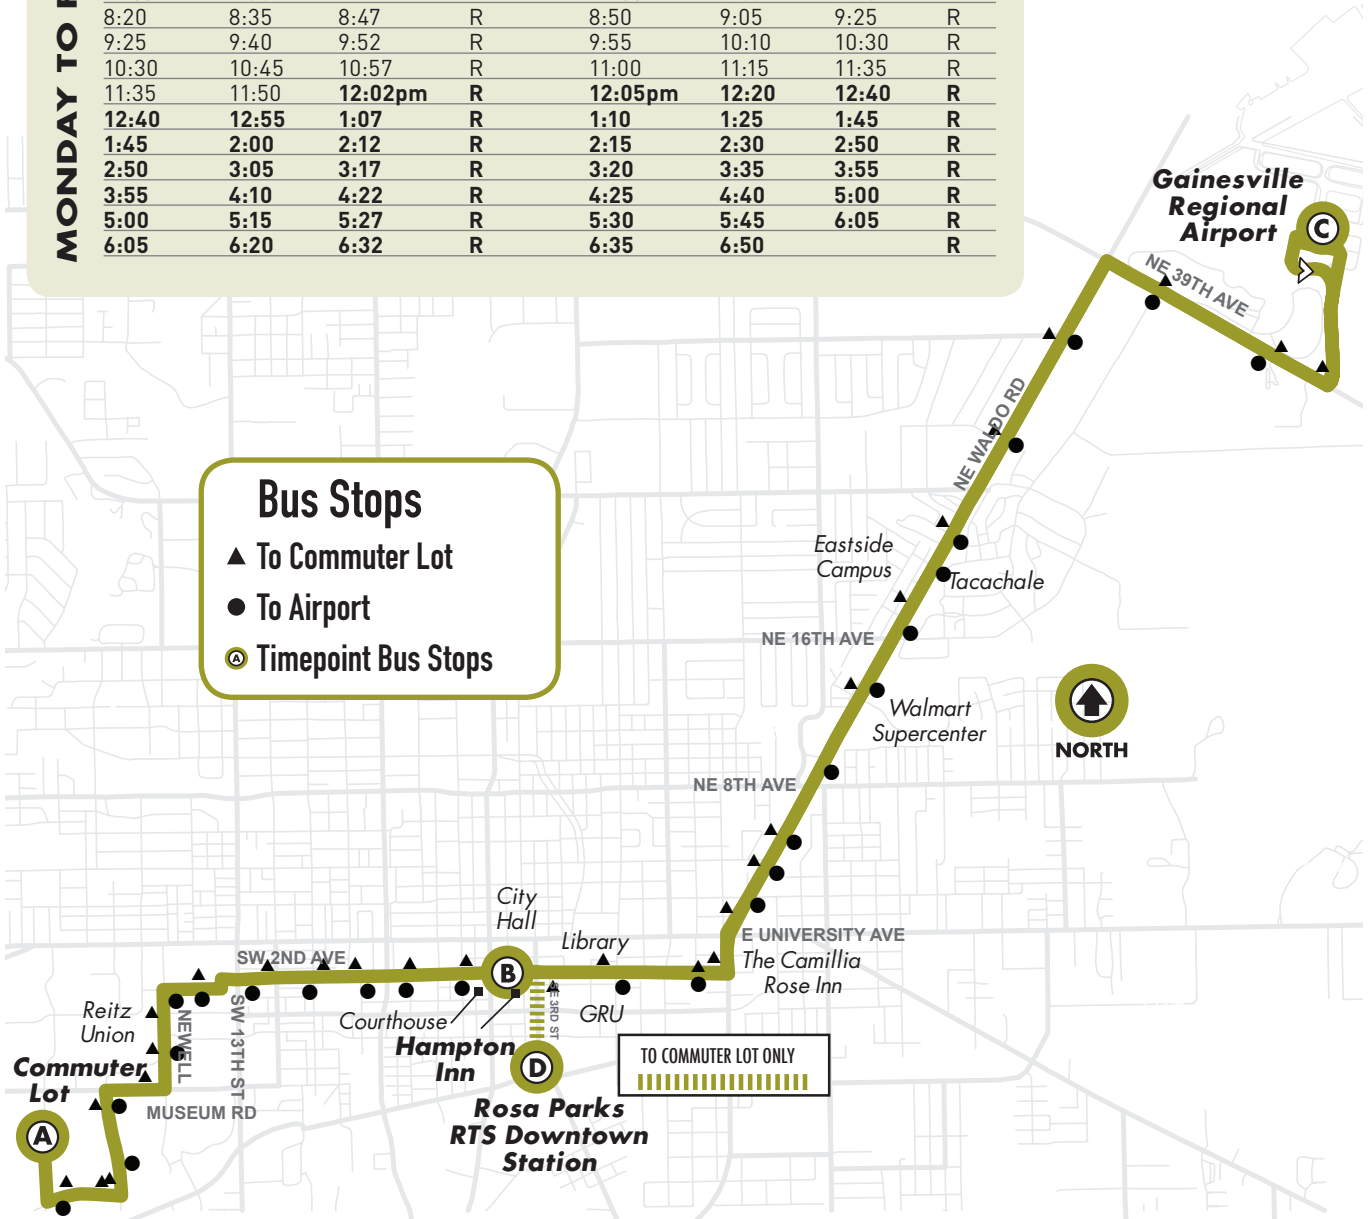 MONDAY TO
8:20 8:35 8:47 R 8:50 9:05 9:25 R
9:25 9:40 9:52 R 9:55 10:10 10:30 R
10:30 10:45 10:57 R 11:00 11:15 11:35 R
11:35 11:50 12:02pm R 12:05pm 12:20 12:40 R
12:40 12:55 1:07 R 1:10 1:25 1:45 R
1:45 2:00 2:12 R 2:15 2:30 2:50 R
2:50 3:05 3:17 R 3:20 3:35 3:55 R
3:55 4:10 4:22 R 4:25 4:40 5:00 R
5:00 5:15 5:27 R 5:30 5:45 6:05 R
6:05 6:20 6:32 R 6:35 6:50 R
Gainesville
Regional
Airport
C
NE 39TH AVE
NE WALDO RD
Bus Stops
To Commuter Lot
To Airport
A Timepoint Bus Stops
Eastside
Campus
Tacachale
NE 16TH AVE
Walmart
Supercenter
NORTH
NE 8TH AVE
City
Hall
E UNIVERSITY AVE
Library
SW 2ND AVE
The Camillia
Rose Inn
B
Reitz
Union
NEWELL
SW 13TH ST
Courthouse
SE 3RD ST
GRU
Hampton
Inn
TO COMMUTER LOT ONLY
Commuter
Lot
D
MUSEUM RD
A
Rosa Parks
RTS Downtown
Station